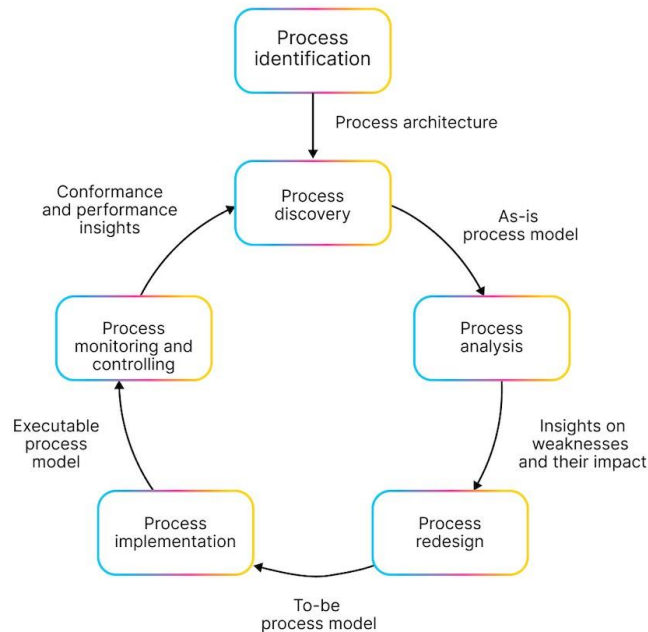 Process
identification
Process architecture
Process
discovery
Conformance
and performance
insights
As-is
process model
Process
monitoring and
controlling
Process
analysis
Executable
process
model
Insights on
weaknesses
and their impact
Process
implementation
Process
redesign
To-be
process model